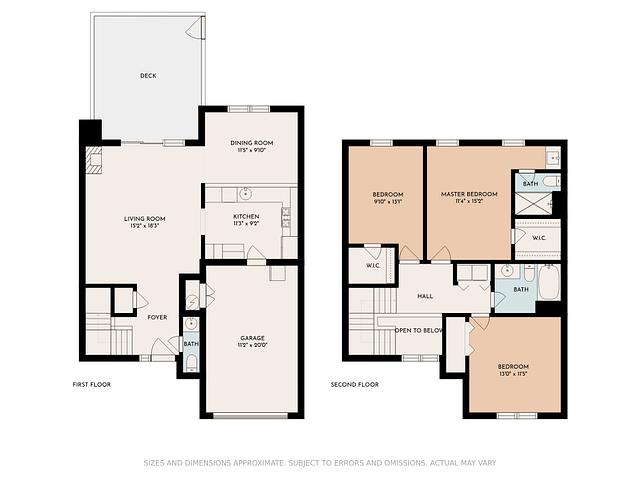 DECK
DINING ROOM
11'5" x 9'10"
KITCHEN
11'3" x 9'2"
LIVING ROOM
15'2" x 18'3"
FOYER
BATH
GARAGE
11'2" x 20'0"
FIRST FLOOR
BEDROOM
9'10" x 13'1"
MASTER BEDROOM
11'4" x 15'2"
BATH
W.I.C.
W.I.C.
HALL
BATH
OPEN TO BELOW
BEDROOM
13'0" x 11'5"
SECOND FLOOR
SIZES AND DIMENSIONS APPROXIMATE. SUBJECT TO ERRORS AND OMISSIONS. ACTUAL MAY VARY